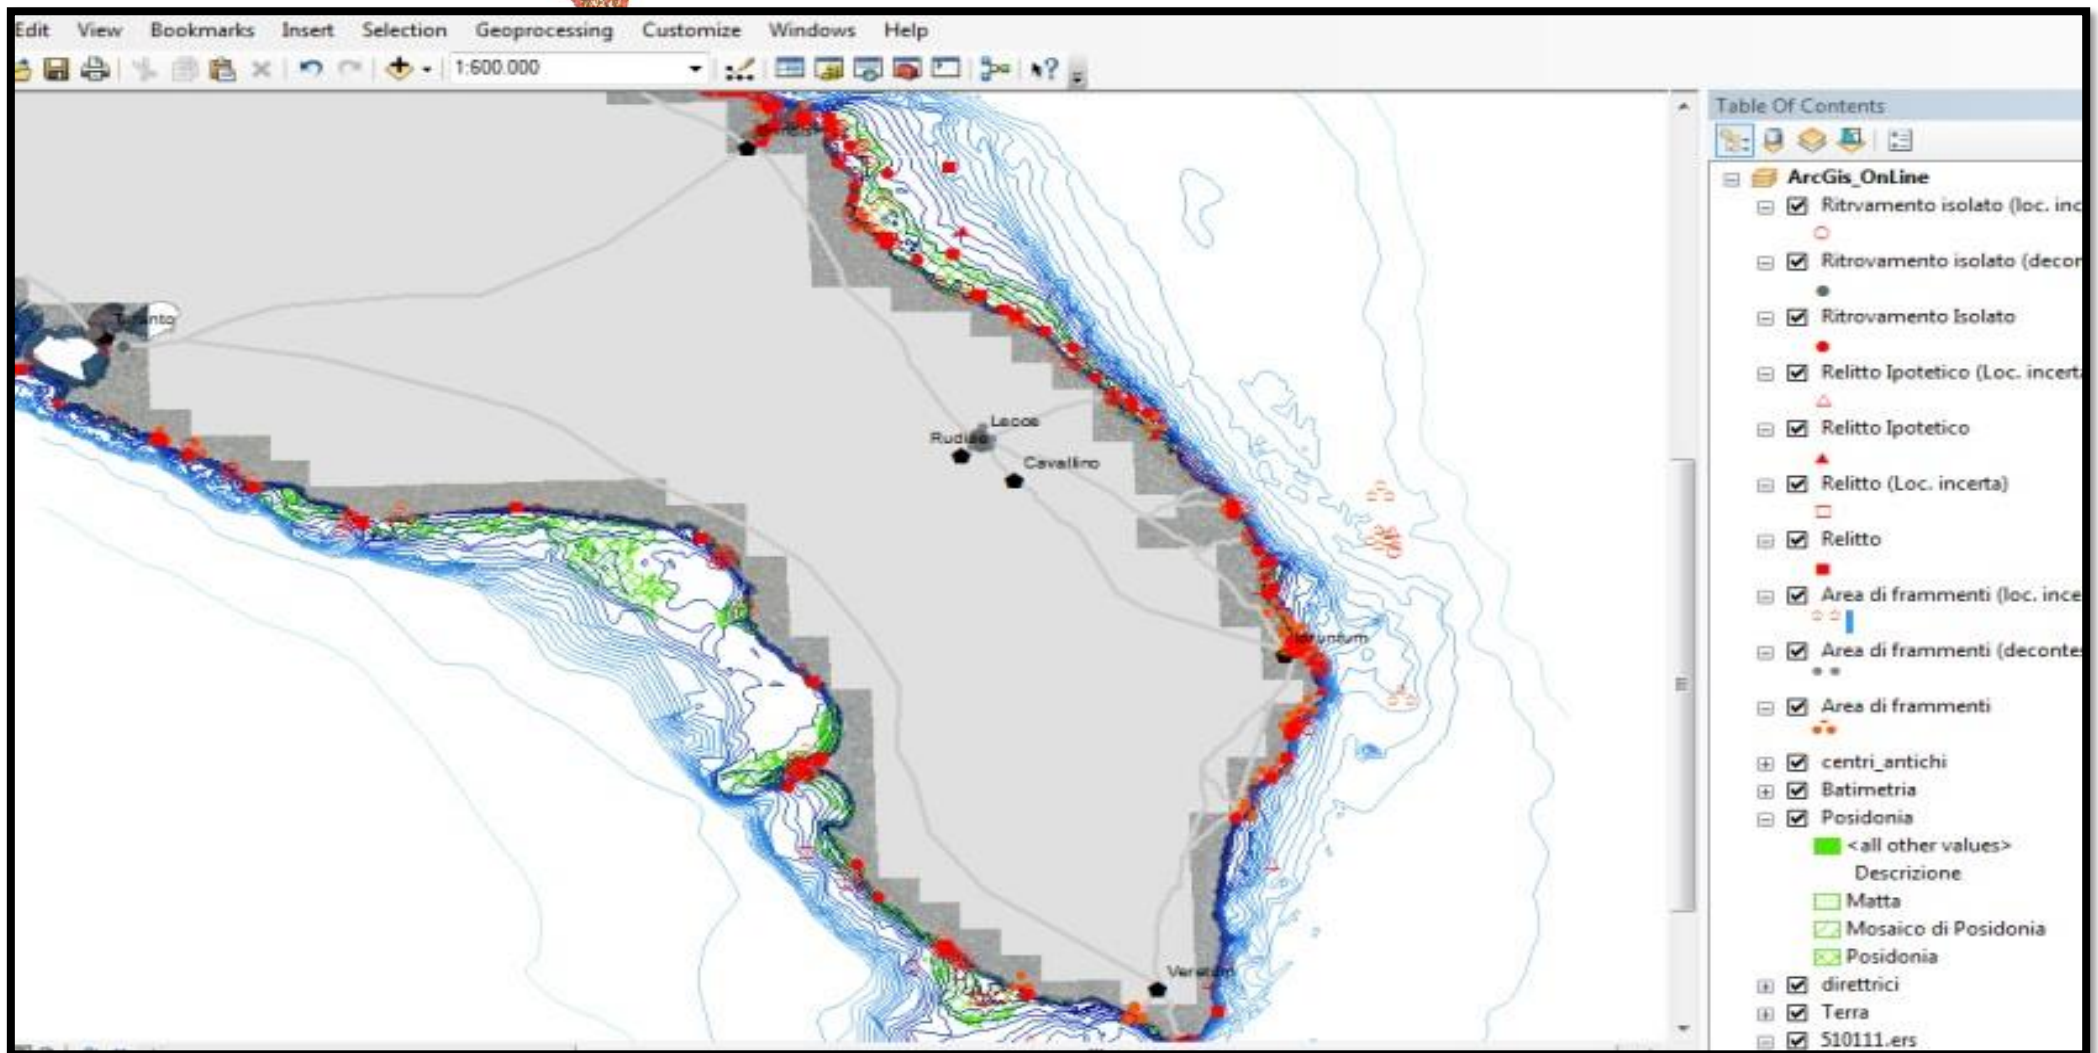 Edit View Bookmarks Insert Selection Geoprocessing Customize Windows Help
1:600.000
Table Of Contents
ArcGis_OnLine
Ritrvamento isolato (loc. inc
Ritrovamento isolato (decor
Ritrovamento Isolato
Relitto Ipotetico (Loc. incert
Relitto Ipotetico
Relitto (Loc. incerta)
Relitto
Area di frammenti (loc. ince
Area di frammenti (deconte
Area di frammenti
centri_antichi
Batimetria
Posidonia
<all other values>
Descrizione
Matta
Mosaico di Posidonia
Posidonia
direttrici
Terra
510111.ers
Taranto
Lecce
Rudiae
Cavallino
Veretum